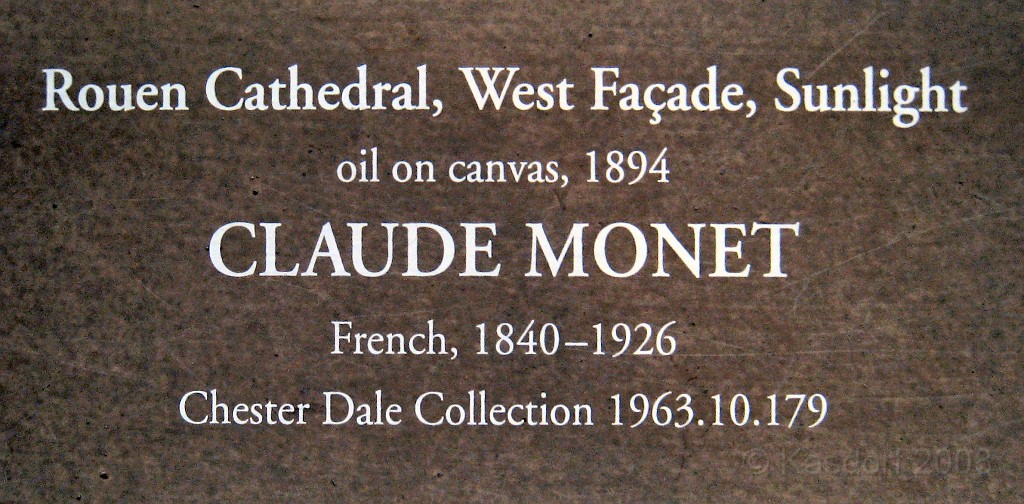 Rouen Cathedral, West Façade, Sunlight
oil on canvas, 1894
CLAUDE MONET
French, 1840–1926
Chester Dale Collection 1963.10.179